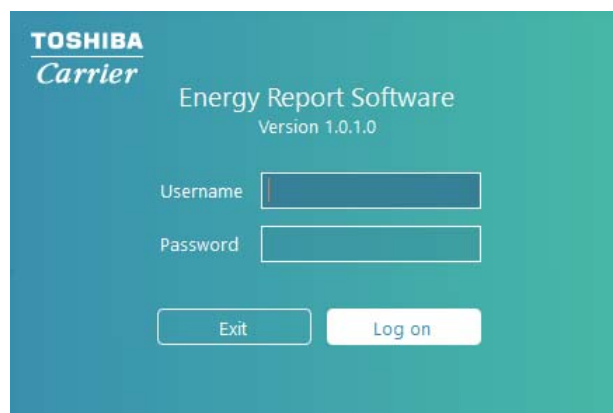 TOSHIBA
Carrier
Energy Report Software
Version 1.0.1.0
Username
Password
Exit
Log on